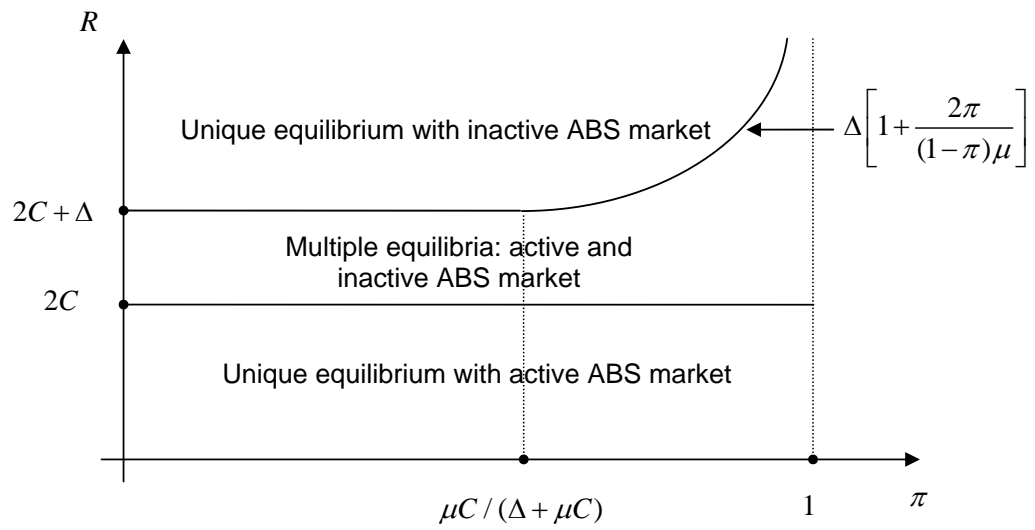 R
Unique equilibrium with inactive ABS market
Δ[1 + 2π / (1−π)μ]
2C + Δ
Multiple equilibria: active and
inactive ABS market
2C
Unique equilibrium with active ABS market
μC / (Δ + μC)
1
π